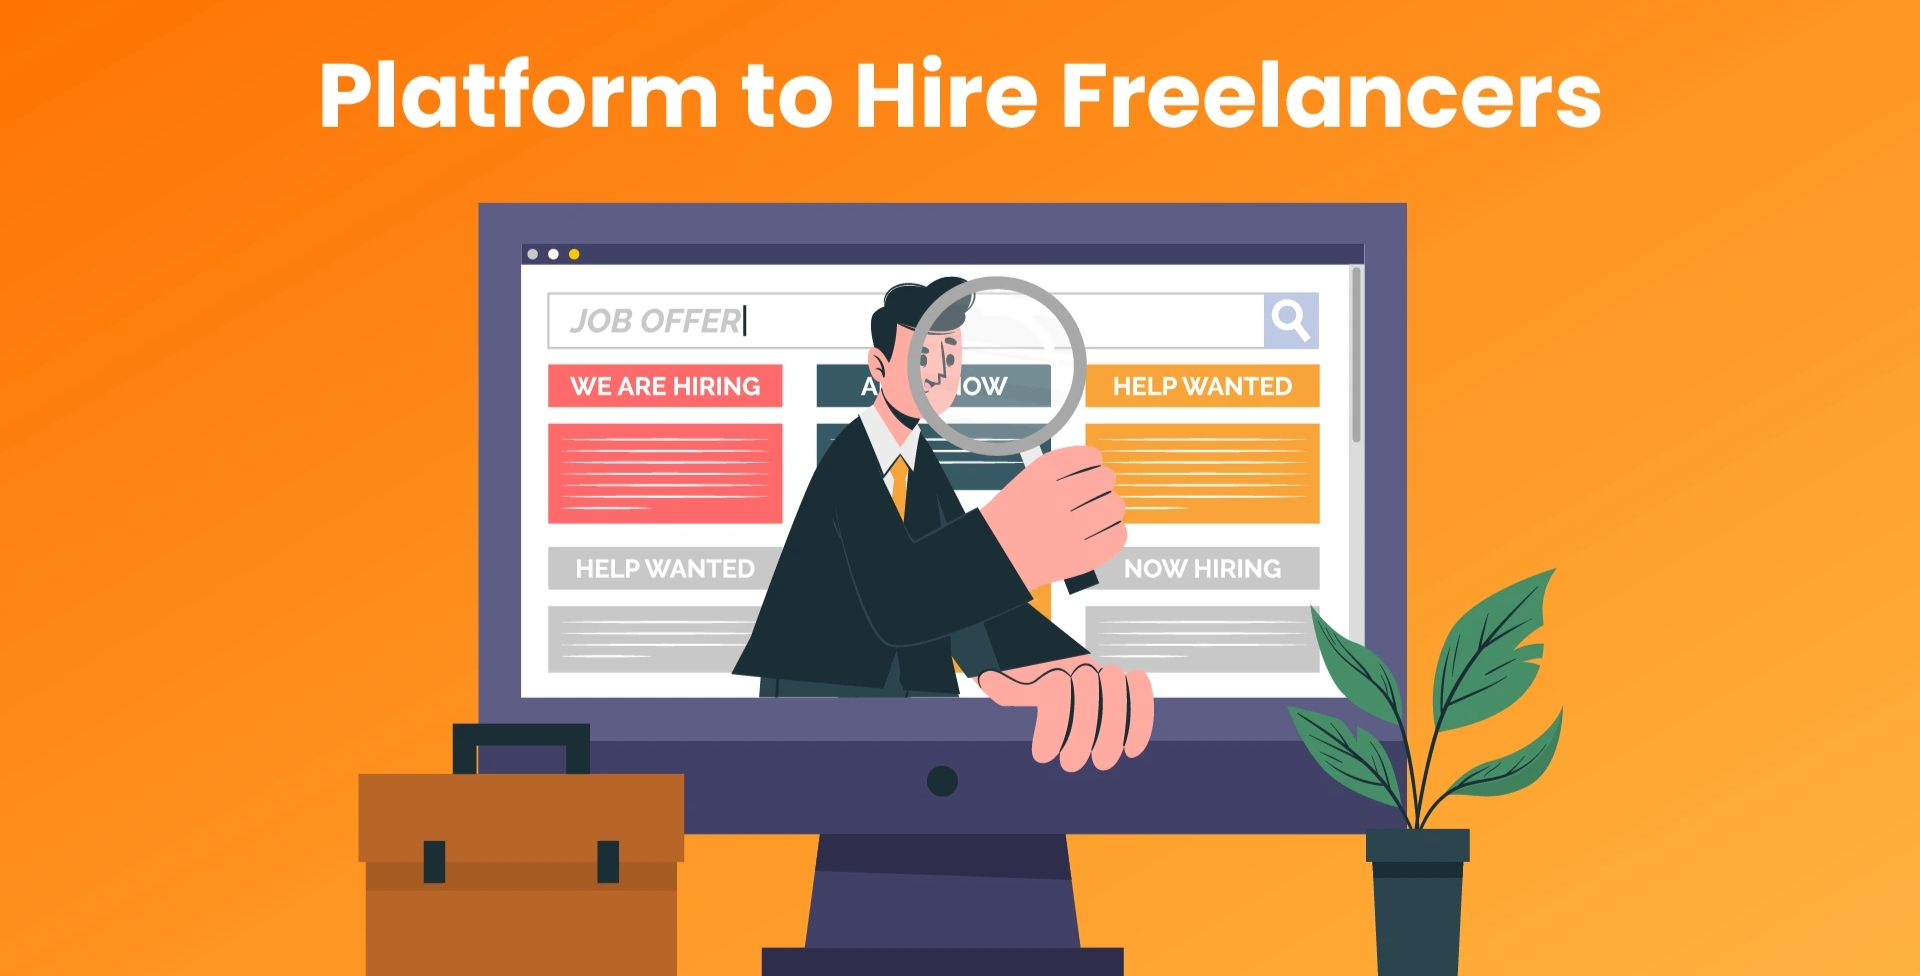 Platform to Hire Freelancers
JOB OFFER
WE ARE HIRING
HELP WANTED
HELP WANTED
NOW HIRING